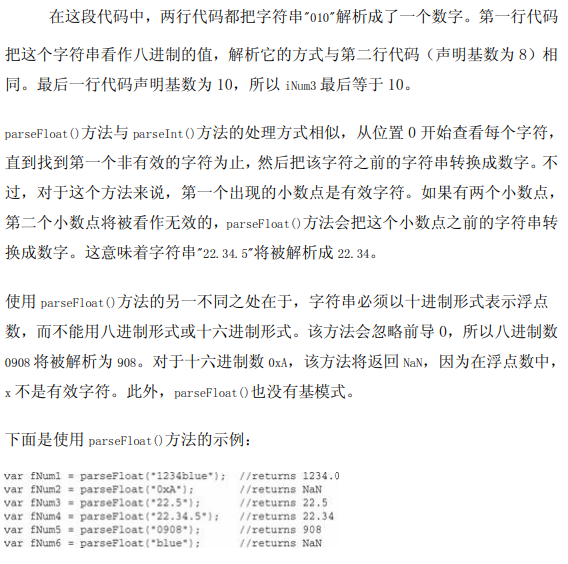 在这段代码中，两行代码都把字符串"010"解析成了一个数字。第一行代码
把这个字符串看作八进制的值，解析它的方式与第二行代码（声明基数为 8）相
同。最后一行代码声明基数为 10，所以 iNum3 最后等于 10。
parseFloat()方法与 parseInt()方法的处理方式相似，从位置 0 开始查看每个字符，
直到找到第一个非有效的字符为止，然后把该字符之前的字符串转换成数字。不
过，对于这个方法来说，第一个出现的小数点是有效字符。如果有两个小数点，
第二个小数点将被看作无效的，parseFloat()方法会把这个小数点之前的字符串转
换成数字。这意味着字符串"22.34.5"将被解析成 22.34。
使用 parseFloat()方法的另一不同之处在于，字符串必须以十进制形式表示浮点
数，而不能用八进制形式或十六进制形式。该方法会忽略前导 0，所以八进制数
0908 将被解析为 908。对于十六进制数 0xA，该方法将返回 NaN，因为在浮点数中，
x 不是有效字符。此外，parseFloat()也没有基模式。
下面是使用 parseFloat()方法的示例：
var fNum1 = parseFloat("1234blue"); //returns 1234.0
var fNum2 = parseFloat("0xA"); //returns NaN
var fNum3 = parseFloat("22.5"); //returns 22.5
var fNum4 = parseFloat("22.34.5"); //returns 22.34
var fNum5 = parseFloat("0908"); //returns 908
var fNum6 = parseFloat("blue"); //returns NaN